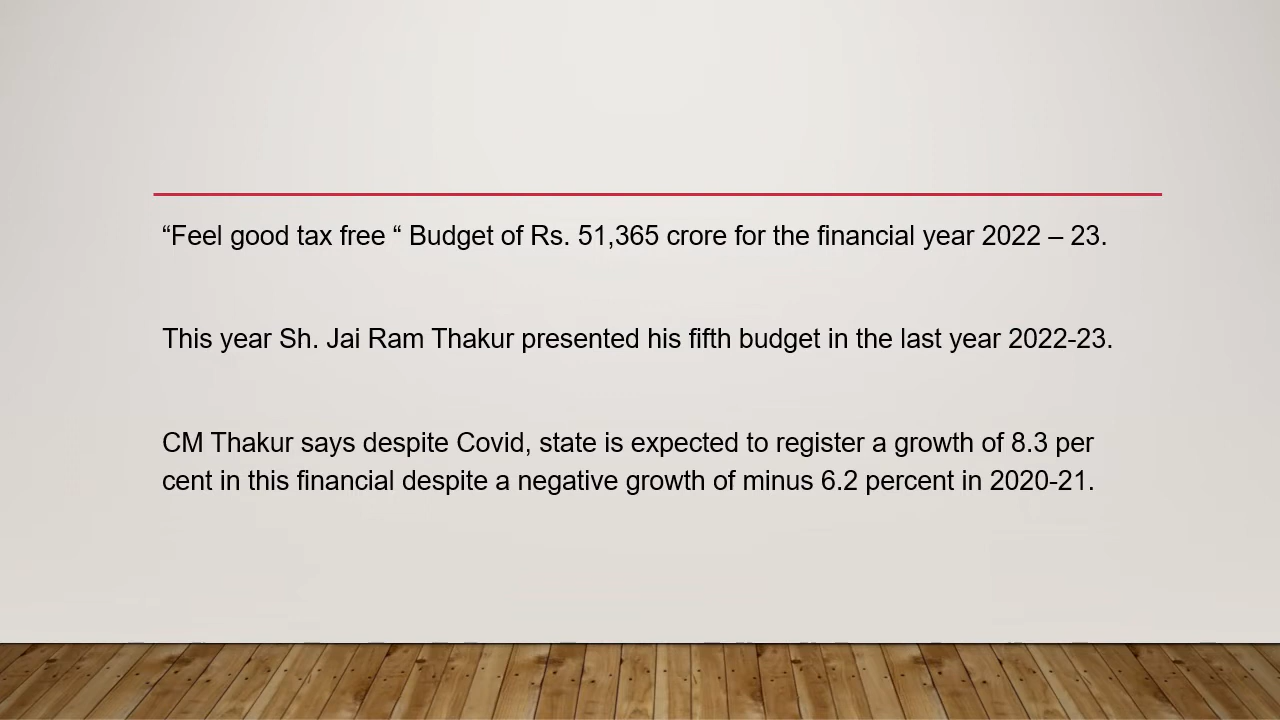 “Feel good tax free “ Budget of Rs. 51,365 crore for the financial year 2022 – 23.
This year Sh. Jai Ram Thakur presented his fifth budget in the last year 2022-23.
CM Thakur says despite Covid, state is expected to register a growth of 8.3 per
cent in this financial despite a negative growth of minus 6.2 percent in 2020-21.